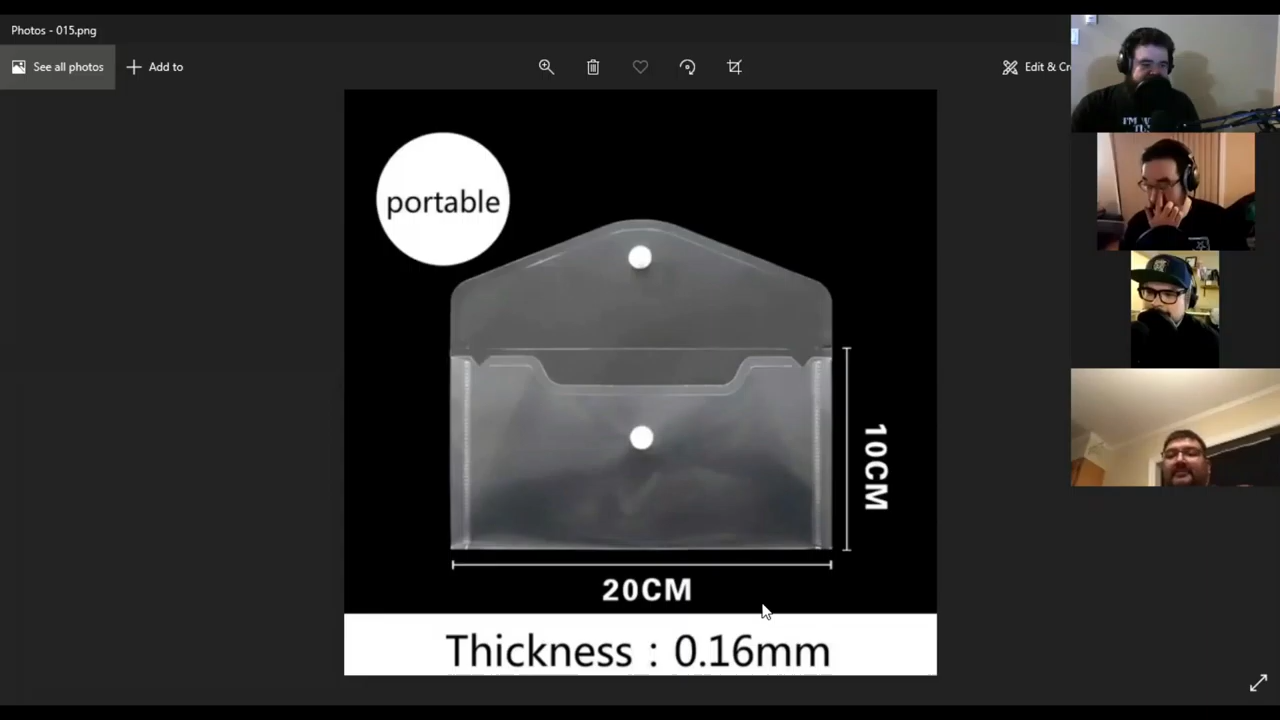 Photos - 015.png
See all photos
Add to
Edit & Cr
portable
10CM
20CM
Thickness : 0.16mm